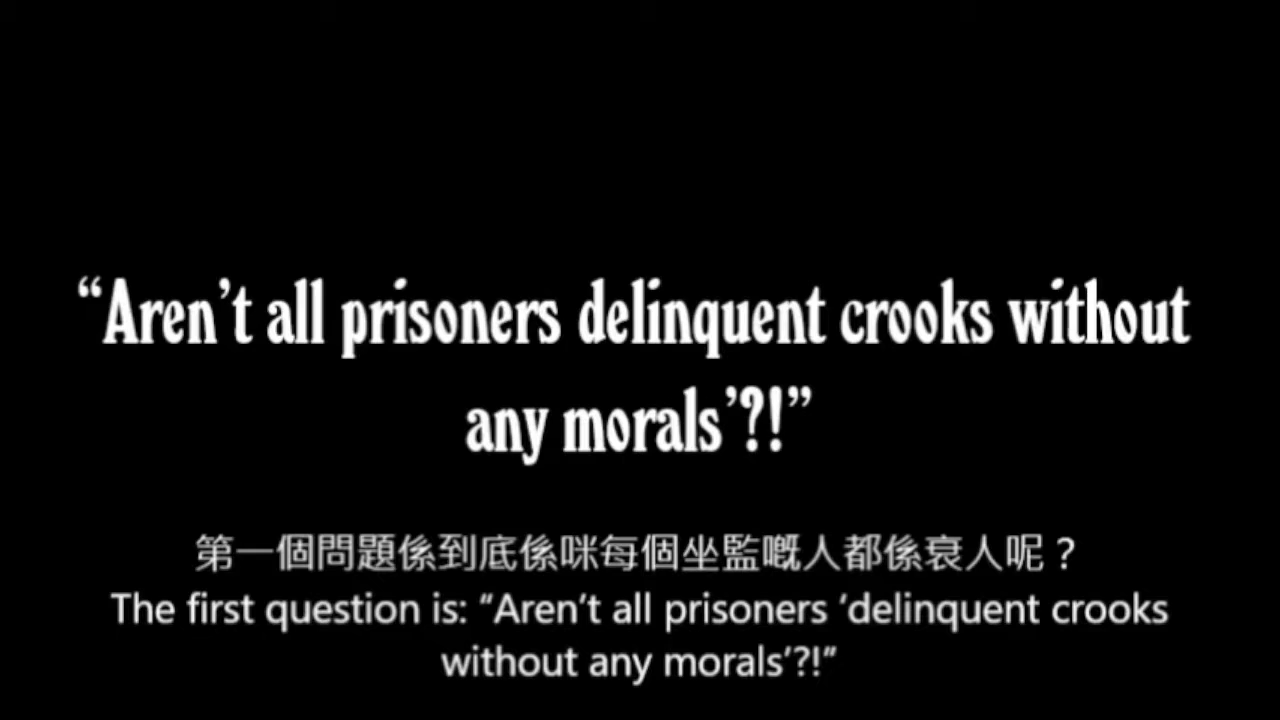 “Aren’t all prisoners delinquent crooks without
any morals’?!”
第一個問題係到底係咪每個坐監嘅人都係衰人呢？
The first question is: “Aren’t all prisoners ‘delinquent crooks
without any morals’?!”